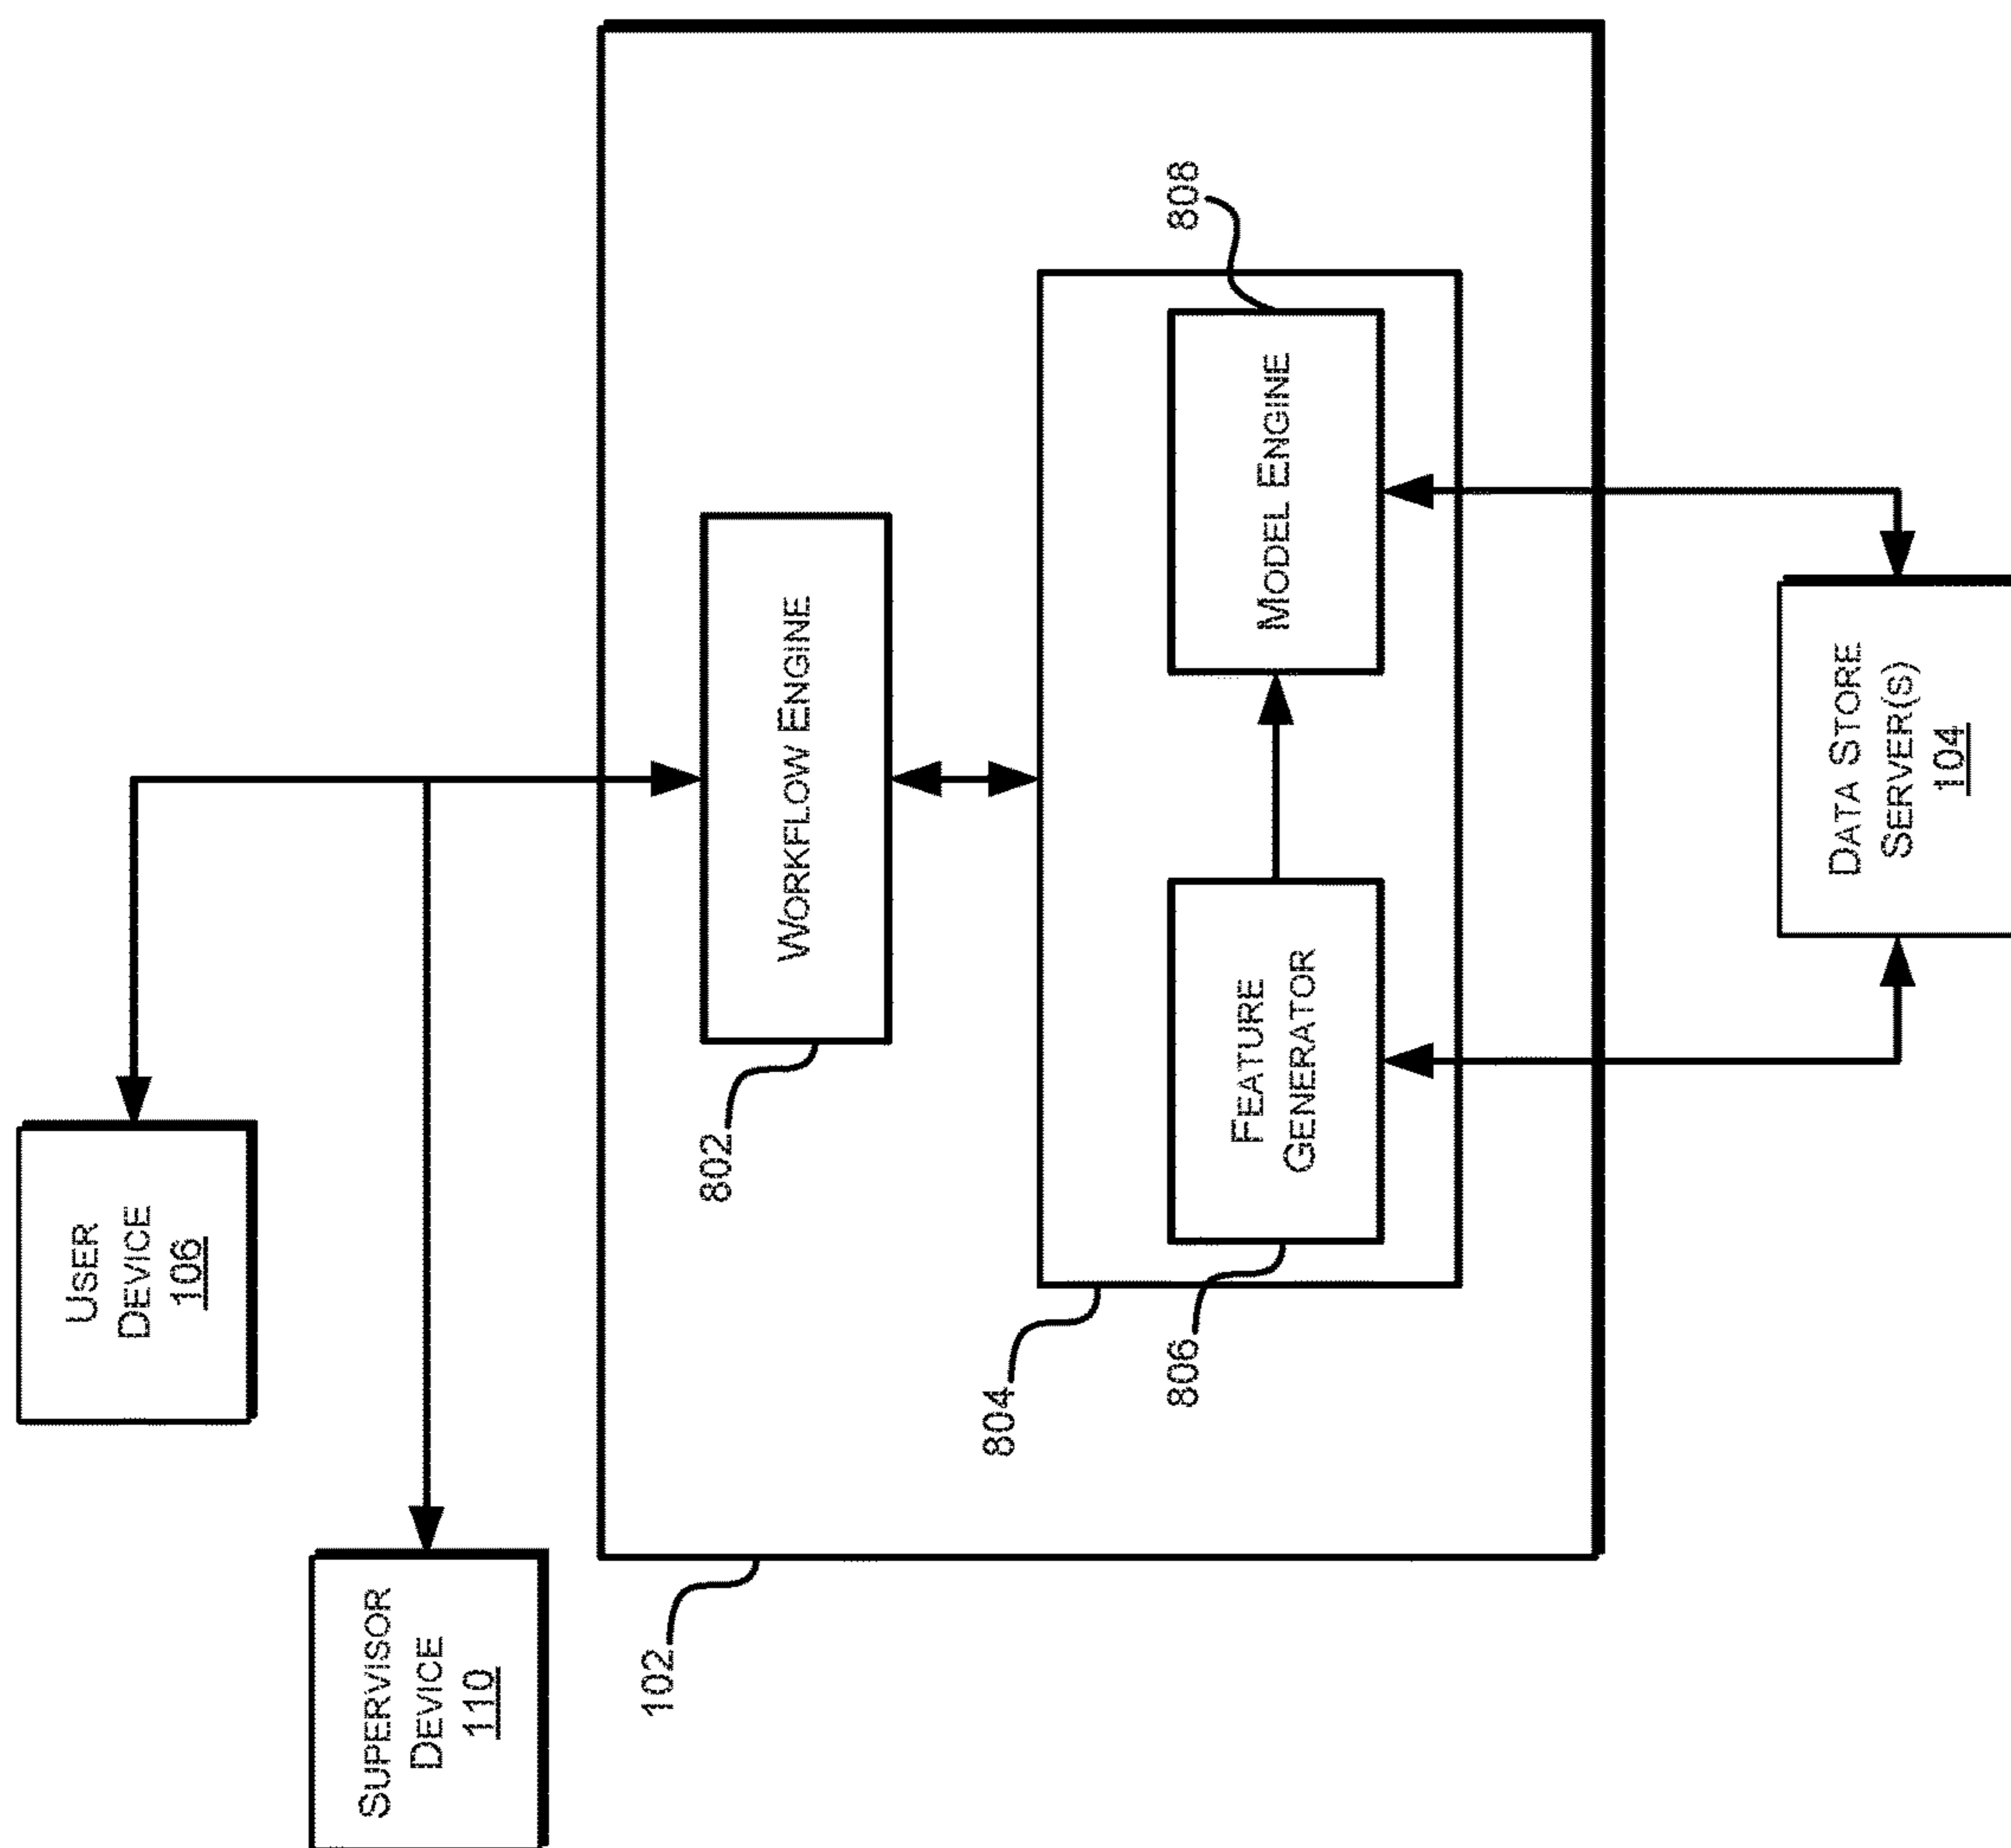 USER
DEVICE
106
SUPERVISOR
DEVICE
110
102
WORKFLOW ENGINE
802
804
FEATURE
GENERATOR
806
MODEL ENGINE
808
DATA STORE
SERVER(S)
104